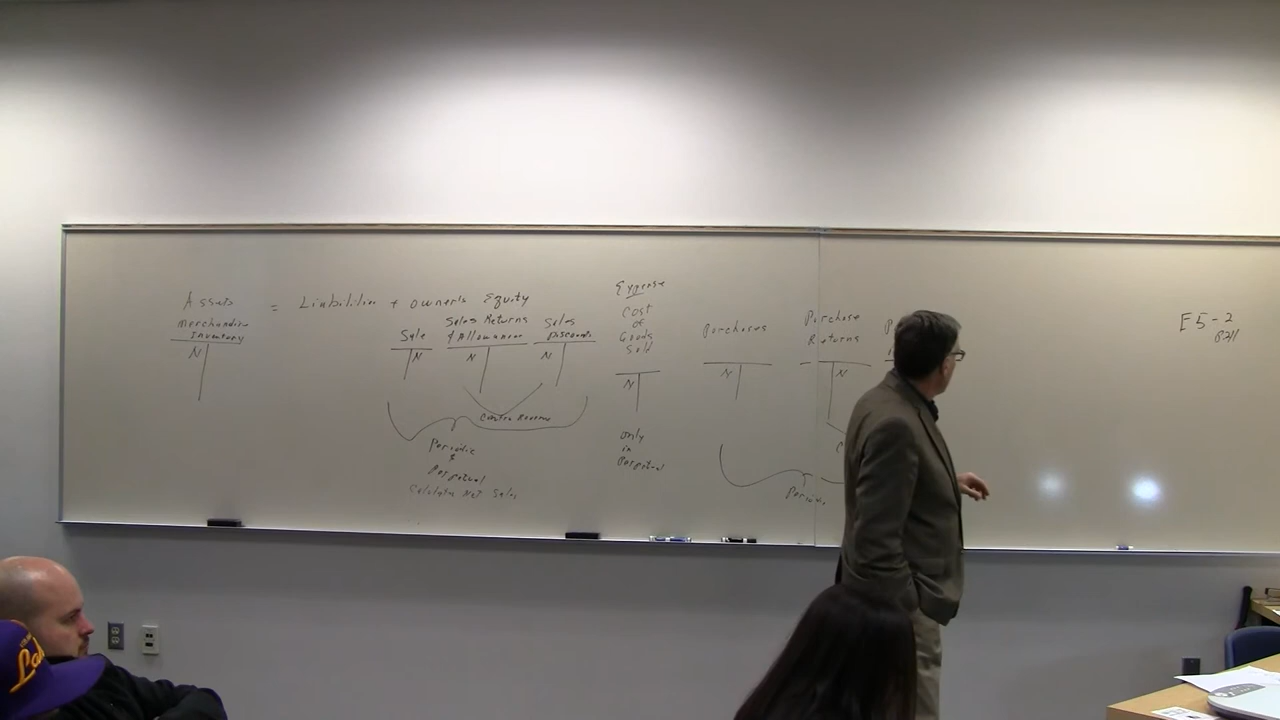 Assets = Liabilities + owner's Equity
Merchandise
Inventory
N
Sale
N
Sales Returns
& Allowances
N
Sales
Discounts
N
Contra Revenue
Periodic
&
Perpetual
Calculate Net Sales
Expense
Cost
of
Goods
Sold
N
only
in
Perpetual
Purchases
N
Purchase
Returns
N
P
E5-2